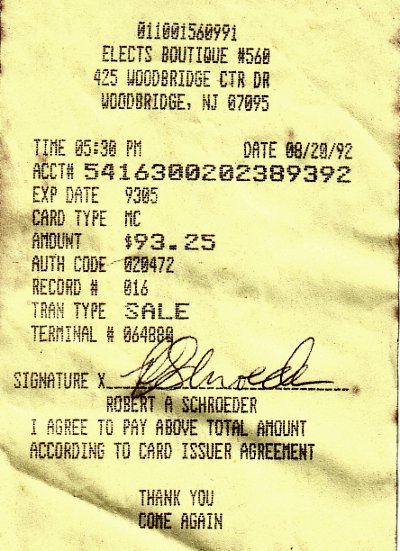 011001560991
ELECTS BOUTIQUE #560
425 WOODBRIDGE CTR DR
WOODBRIDGE, NJ 07095
TIME 05:30 PM DATE 08/20/92
ACCT# 5416300202389392
EXP DATE 9305
CARD TYPE MC
AMOUNT $93.25
AUTH CODE 020472
RECORD # 016
TRAN TYPE SALE
TERMINAL # 064880
SIGNATURE X R Schroeder
ROBERT A SCHROEDER
I AGREE TO PAY ABOVE TOTAL AMOUNT
ACCORDING TO CARD ISSUER AGREEMENT
THANK YOU
COME AGAIN